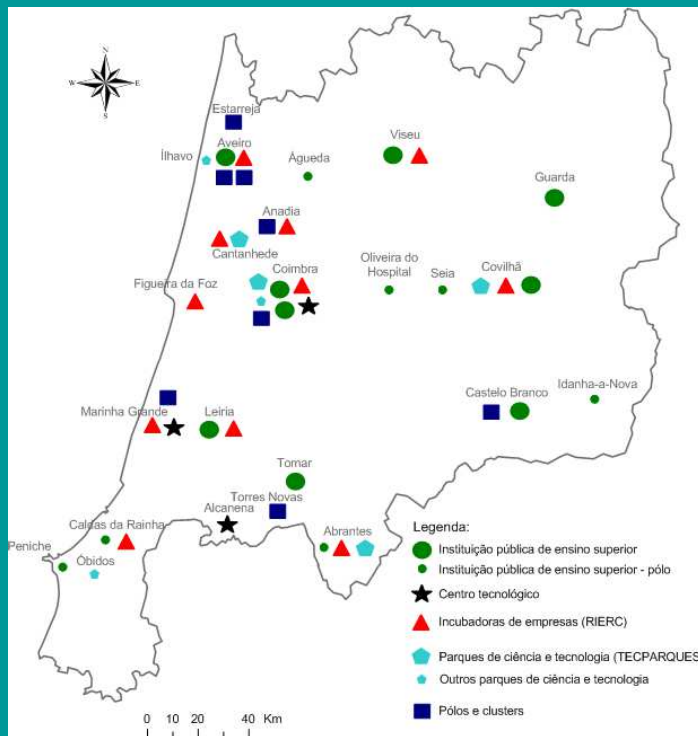 N
W
E
S
Estarreja
Aveiro
Ílhavo
Águeda
Viseu
Guarda
Anadia
Cantanhede
Coimbra
Oliveira do
Hospital
Seia
Covilhã
Figueira da Foz
Idanha-a-Nova
Castelo Branco
Marinha Grande
Leiria
Tomar
Torres Novas
Alcanena
Caldas da Rainha
Abrantes
Peniche
Óbidos
Legenda:
Instituição pública de ensino superior
Instituição pública de ensino superior - pólo
Centro tecnológico
Incubadoras de empresas (RIERC)
Parques de ciência e tecnologia (TECPARQUES
Outros parques de ciência e tecnologia
Pólos e clusters
0 10 20 40 Km